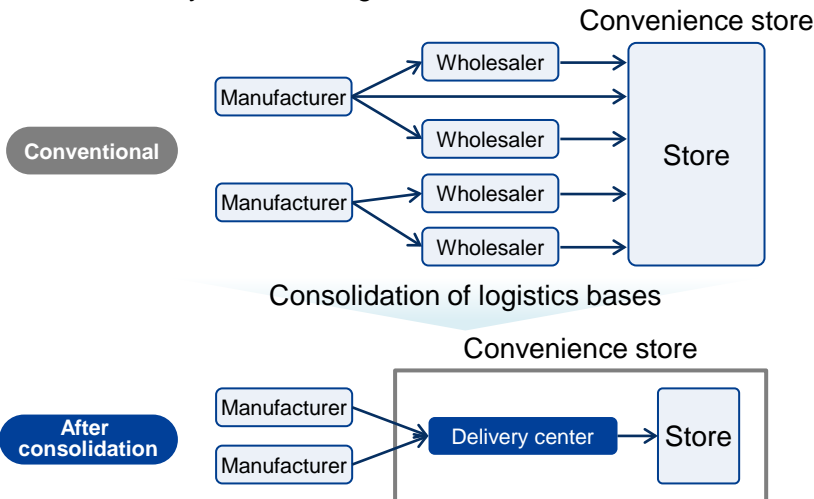 Convenience store
Wholesaler
Manufacturer
Wholesaler
Conventional
Store
Wholesaler
Manufacturer
Wholesaler
Consolidation of logistics bases
Convenience store
Manufacturer
After
consolidation
Delivery center
Store
Manufacturer